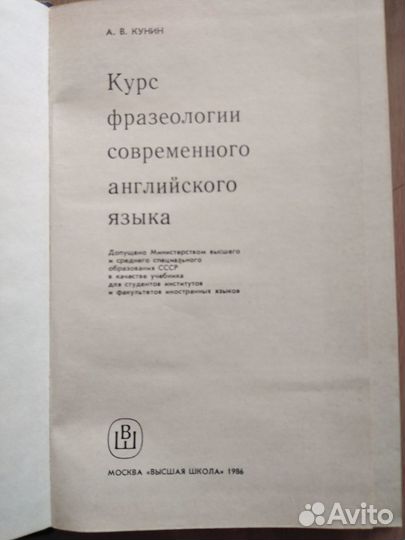 А. В. КУНИН
Курс
фразеологии
современного
английского
языка
Допущено Министерством высшего
и среднего специального
образования СССР
в качестве учебника
для студентов институтов
и факультетов иностранных языков
В
Ш
МОСКВА «ВЫСШАЯ ШКОЛА» 1986
Avito